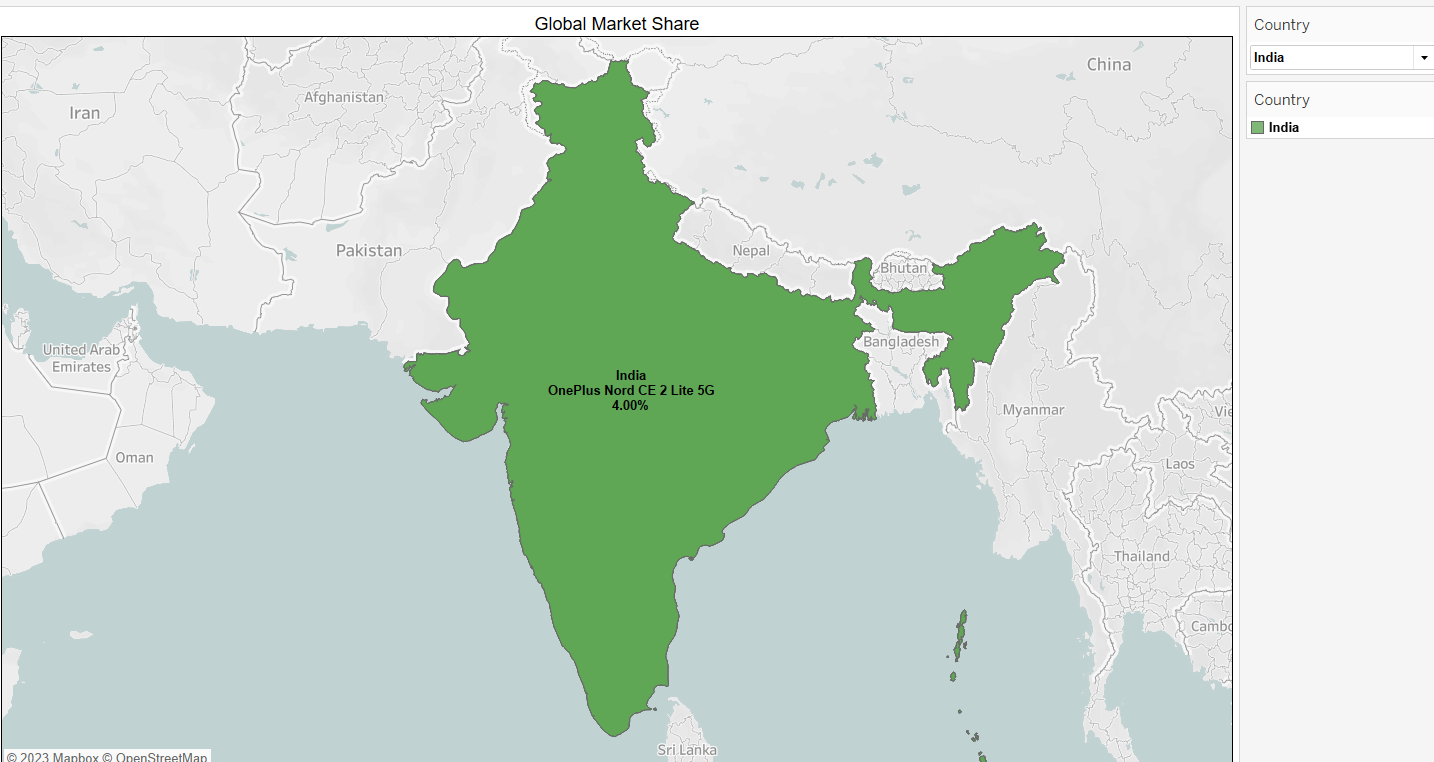 Global Market Share
Country
India
Country
India
China
Afghanistan
Iran
Pakistan
Nepal
Bhutan
United Arab
Emirates
Bangladesh
India
OnePlus Nord CE 2 Lite 5G
4.00%
Myanmar
Vie
Oman
Laos
Thailand
Cambo
Sri Lanka
© 2023 Mapbox © OpenStreetMap